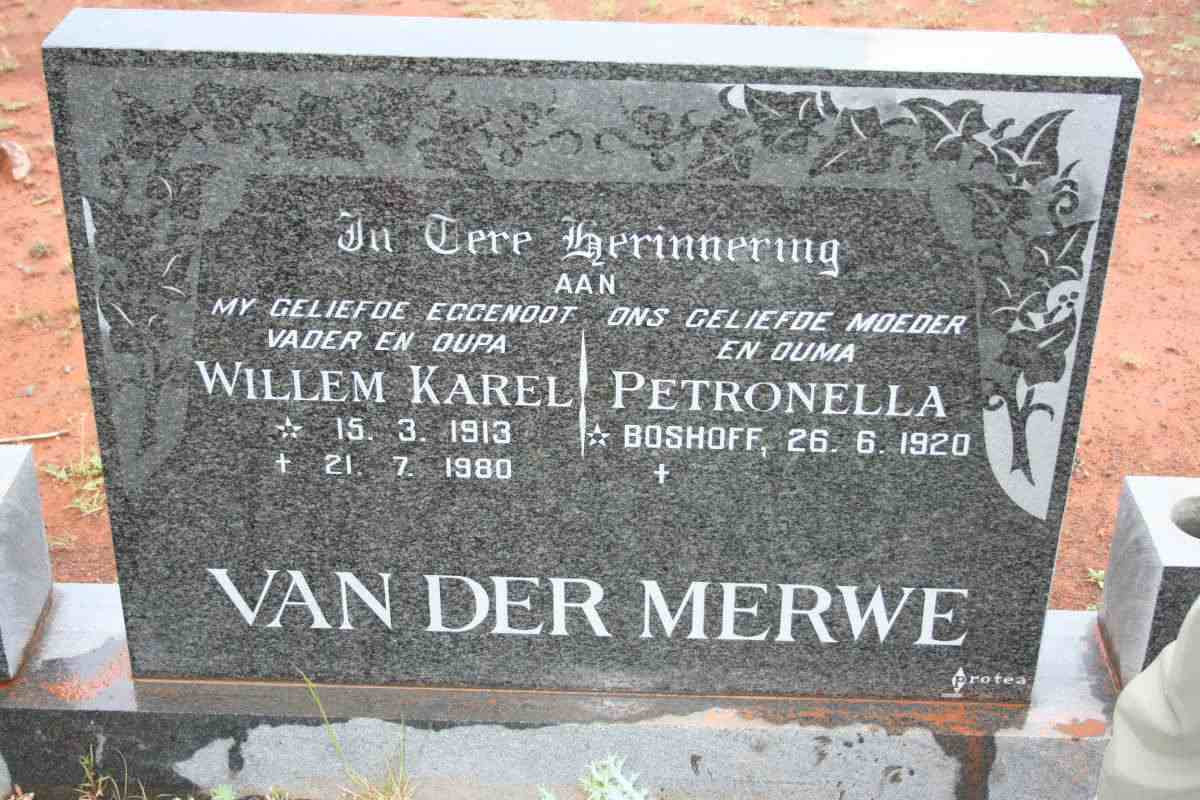 In Tere Herinnering
AAN
MY GELIEFDE EGGENOOT
VADER EN OUPA
WILLEM KAREL
☆ 15. 3. 1913
† 21. 7. 1980
ONS GELIEFDE MOEDER
EN OUMA
PETRONELLA
☆ BOSHOFF, 26. 6. 1920
†
VAN DER MERWE
protea